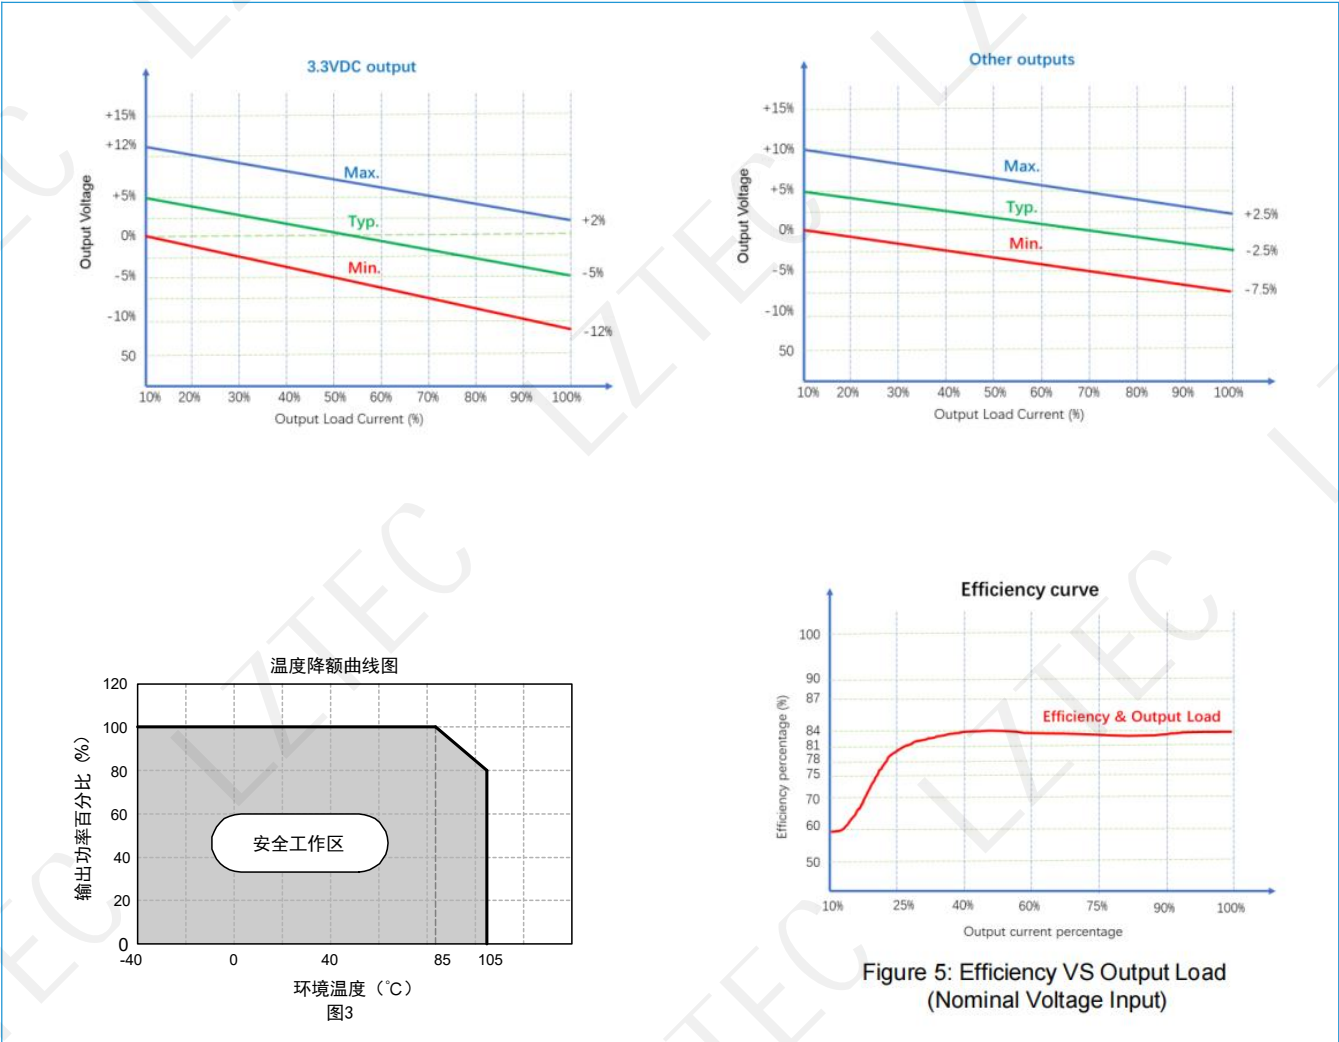 3.3VDC output
Output Voltage
+15%
+12%
+5%
0%
-5%
-10%
50
Max.
Typ.
Min.
+2%
-5%
-12%
10% 20% 30% 40% 50% 60% 70% 80% 90% 100%
Output Load Current (%)
Other outputs
Output Voltage
+15%
+10%
+5%
0%
-5%
-10%
50
Max.
Typ.
Min.
+2.5%
-2.5%
-7.5%
10% 20% 30% 40% 50% 60% 70% 80% 90% 100%
Output Load Current (%)
温度降额曲线图
输出功率百分比（%）
120
100
80
60
40
20
0
安全工作区
-40 0 40 85 105
环境温度（℃）
图3
Efficiency curve
Efficiency percentage (%)
100
90
87
84
81
78
75
70
60
50
Efficiency & Output Load
10% 25% 40% 60% 75% 90% 100%
Output current percentage
Figure 5: Efficiency VS Output Load
(Nominal Voltage Input)
LZTEC
LZTEC
LZTEC